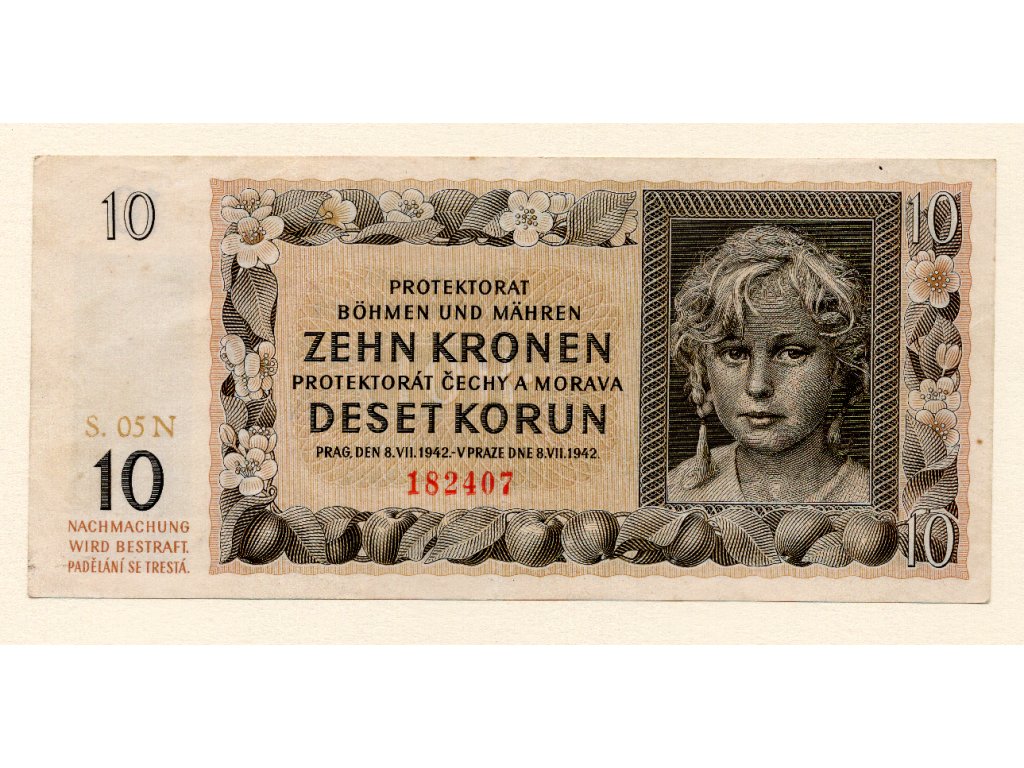 10
10
PROTEKTORAT
BÖHMEN UND MÄHREN
ZEHN KRONEN
PROTEKTORÁT ČECHY A MORAVA
DESET KORUN
PRAG, DEN 8. VII. 1942.-V PRAZE DNE 8. VII. 1942.
182407
S. 05 N
10
NACHMACHUNG
WIRD BESTRAFT.
PADĚLÁNÍ SE TRESTÁ.
10